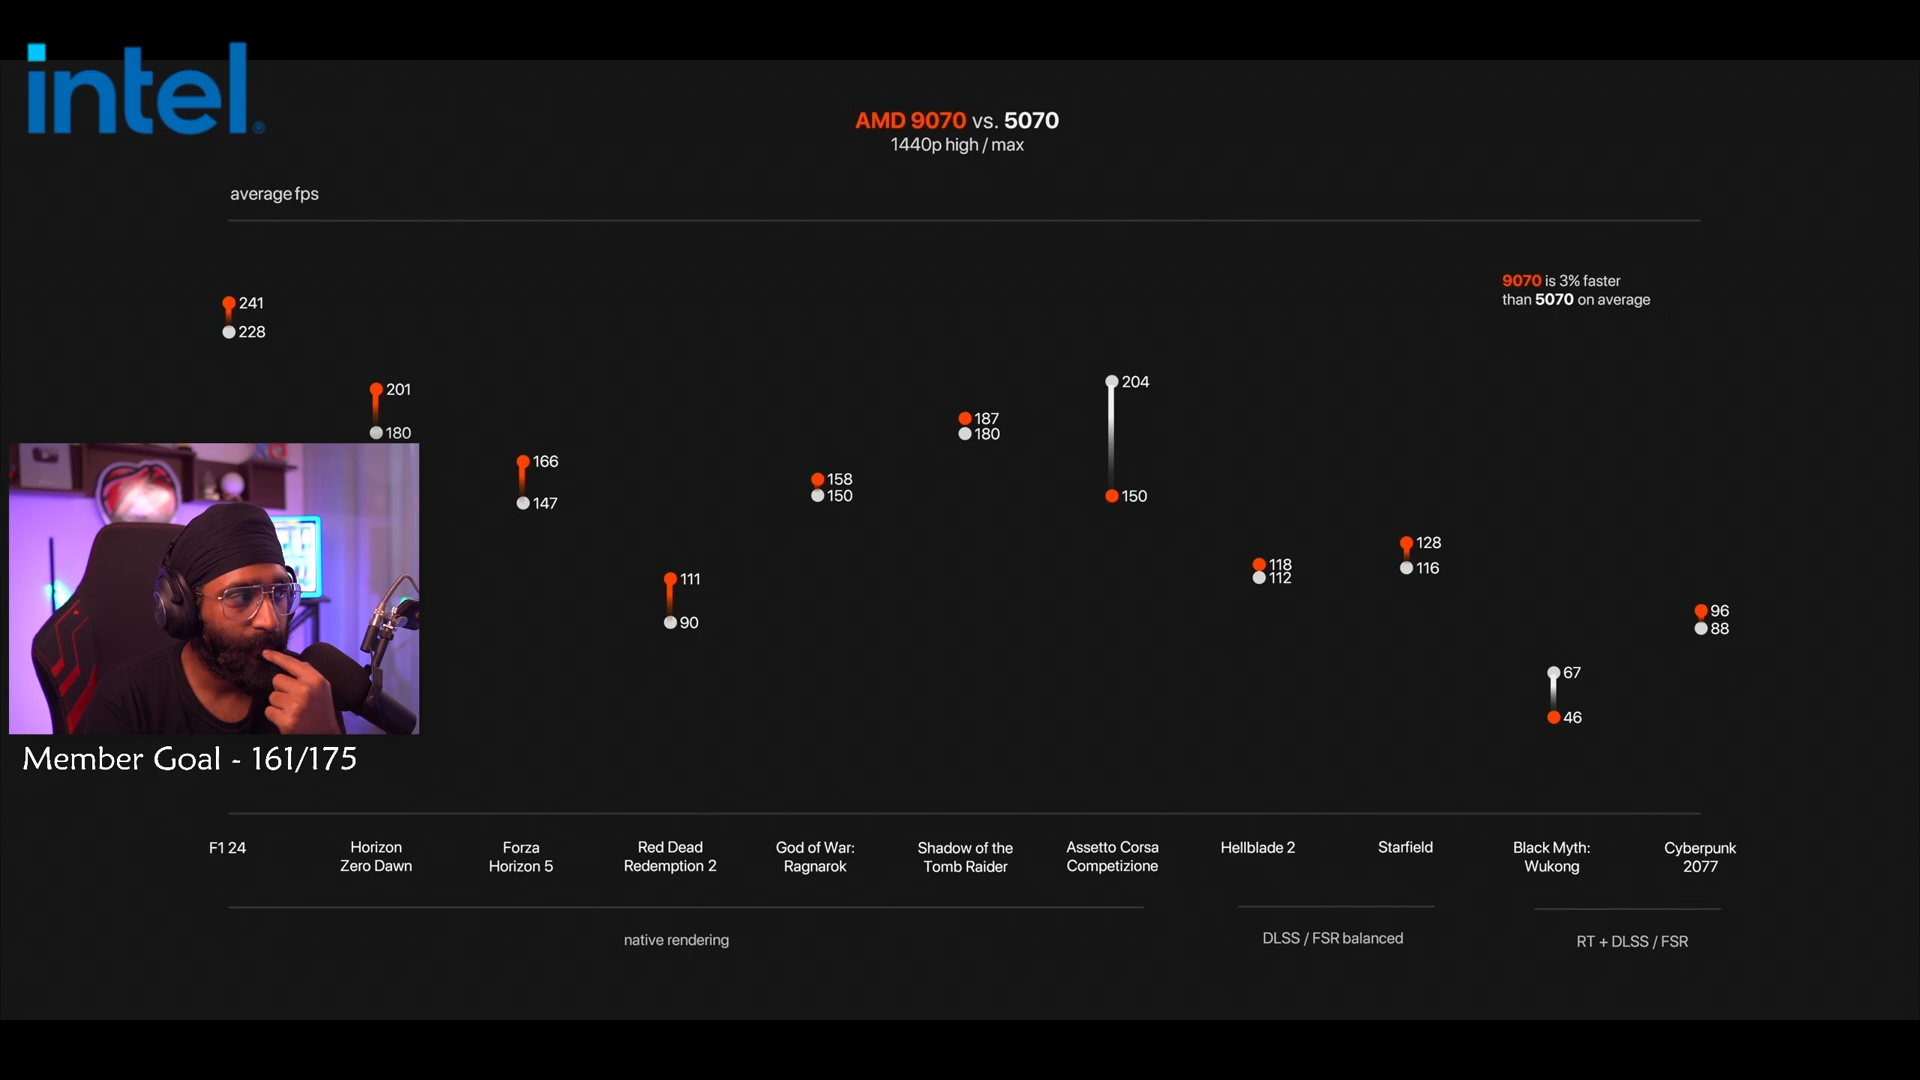 intel®
AMD 9070 vs. 5070
1440p high / max
average fps
9070 is 3% faster
than 5070 on average
241
228
201
180
166
147
111
90
158
150
187
180
204
150
118
112
128
116
67
46
96
88
Member Goal - 161/175
F1 24
Horizon
Zero Dawn
Forza
Horizon 5
Red Dead
Redemption 2
God of War:
Ragnarok
Shadow of the
Tomb Raider
Assetto Corsa
Competizione
Hellblade 2
Starfield
Black Myth:
Wukong
Cyberpunk
2077
native rendering
DLSS / FSR balanced
RT + DLSS / FSR